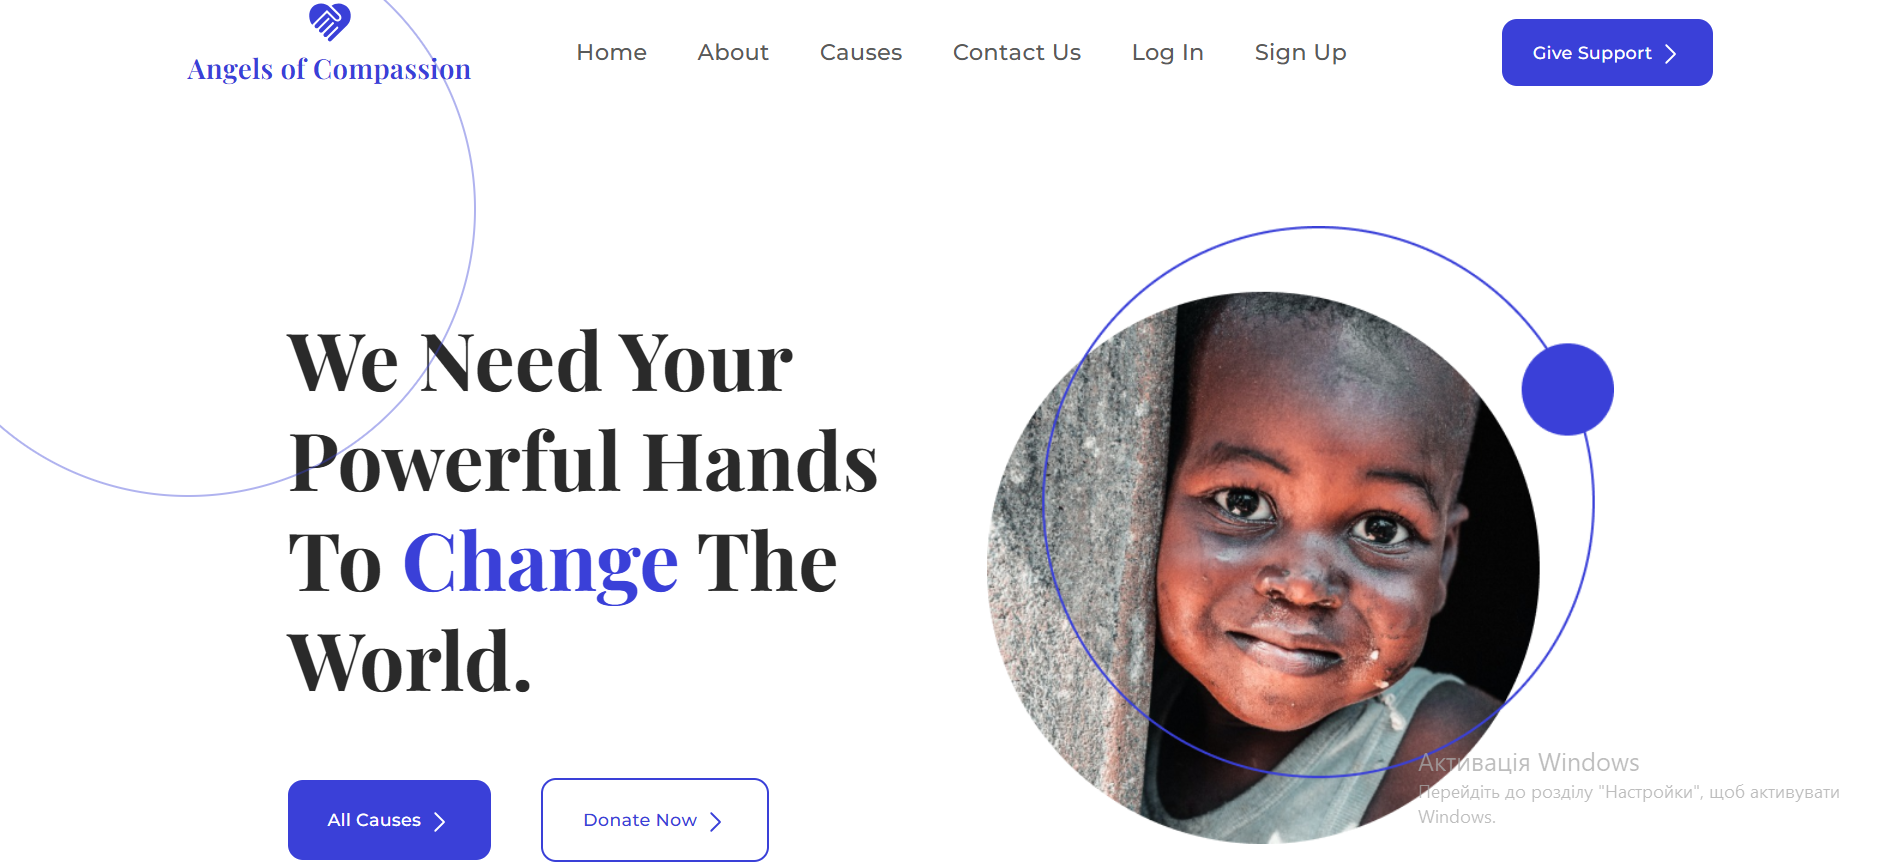 Angels of Compassion
Home About Causes Contact Us Log In Sign Up
Give Support
We Need Your
Powerful Hands
To Change The
World.
All Causes
Donate Now
Активація Windows
Перейдіть до розділу "Настройки", щоб активувати
Windows.